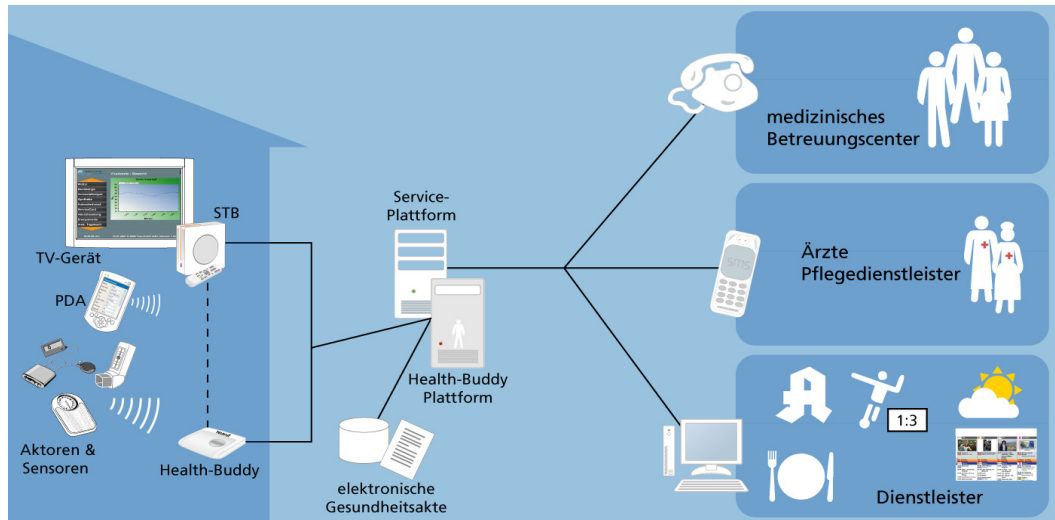 medizinisches
Betreuungscenter
Service-
Plattform
STB
TV-Gerät
sms
Ärzte
Pflegedienstleister
PDA
Health-Buddy
Plattform
1:3
Aktoren &
Sensoren
Health-Buddy
elektronische
Gesundheitsakte
Dienstleister